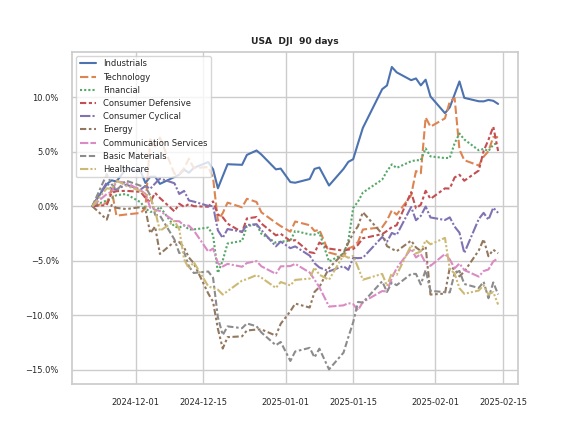 USA DJI 90 days
Industrials
Technology
Financial
Consumer Defensive
Consumer Cyclical
Energy
Communication Services
Basic Materials
Healthcare
10.0%
5.0%
0.0%
−5.0%
−10.0%
−15.0%
2024-12-01
2024-12-15
2025-01-01
2025-01-15
2025-02-01
2025-02-15